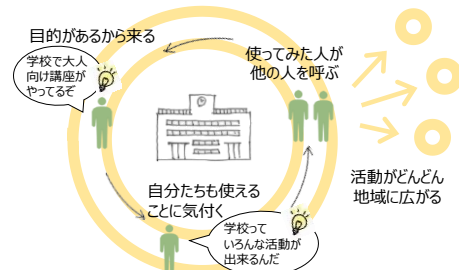 目的があるから来る
学校で大人
向け講座が
やってるぞ
使ってみた人が
他の人を呼ぶ
自分たちも使える
ことに気付く
学校って
いろんな活動が
出来るんだ
活動がどんどん
地域に広がる